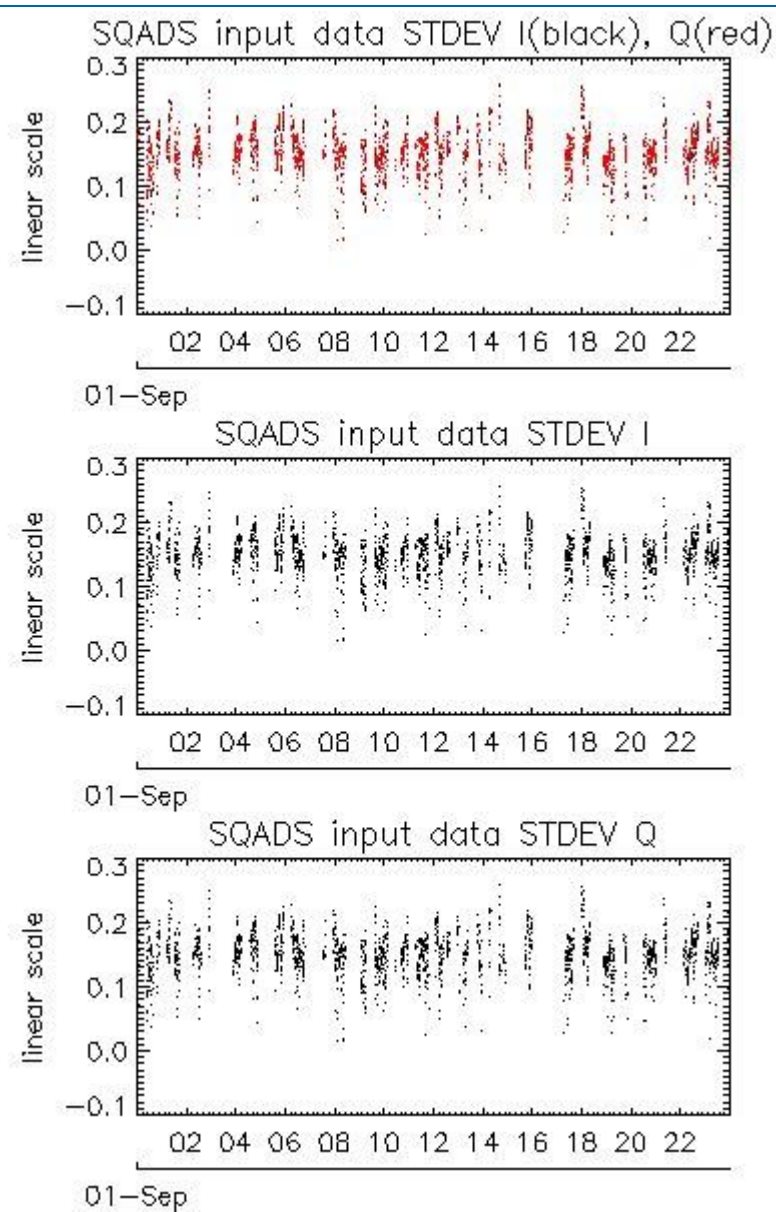 SQADS input data STDEV I(black), Q(red)
0.3
0.2
0.1
0.0
−0.1
linear scale
02 04 06 08 10 12 14 16 18 20 22
01−Sep
SQADS input data STDEV I
0.3
0.2
0.1
0.0
−0.1
linear scale
02 04 06 08 10 12 14 16 18 20 22
01−Sep
SQADS input data STDEV Q
0.3
0.2
0.1
0.0
−0.1
linear scale
02 04 06 08 10 12 14 16 18 20 22
01−Sep